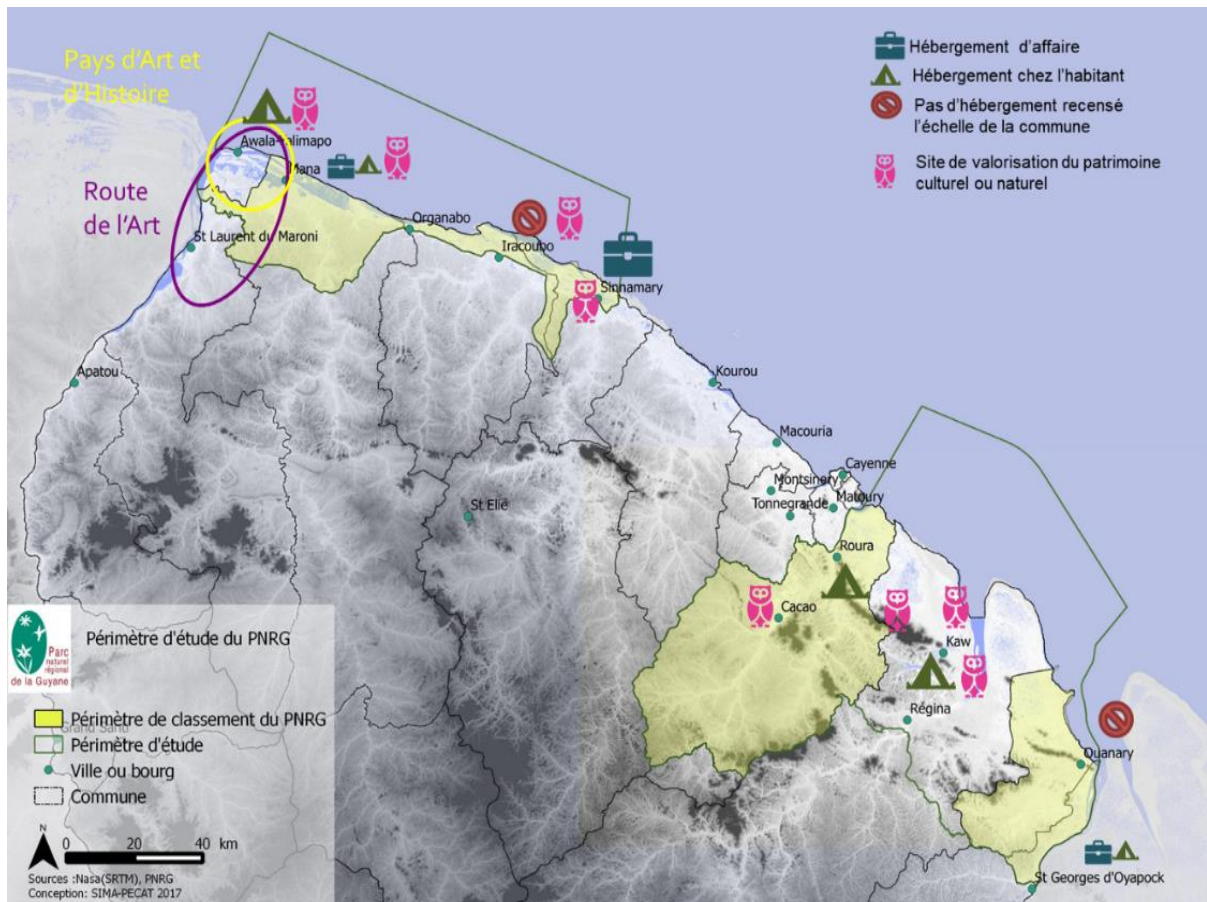 Pays d'Art et
d'Histoire
Route
de l'Art
Hébergement d'affaire
Hébergement chez l'habitant
Pas d'hébergement recensé
l'échelle de la commune
Site de valorisation du patrimoine
culturel ou naturel
Awala-Yalimapo
Mana
St Laurent du Maroni
Organabo
Iracoubo
Sinnamary
Apatou
Kourou
Macouria
Cayenne
Montsinery
Tonnegrande
Matoury
St Elie
Roura
Cacao
Kaw
Régina
Ouanary
St Georges d'Oyapock
Parc
naturel
régional
de la Guyane
Périmètre d'étude du PNRG
Périmètre de classement du PNRG
Grand Santi
Périmètre d'étude
Ville ou bourg
Commune
N
0 20 40 km
Sources :Nasa(SRTM), PNRG
Conception: SIMA-PECAT 2017